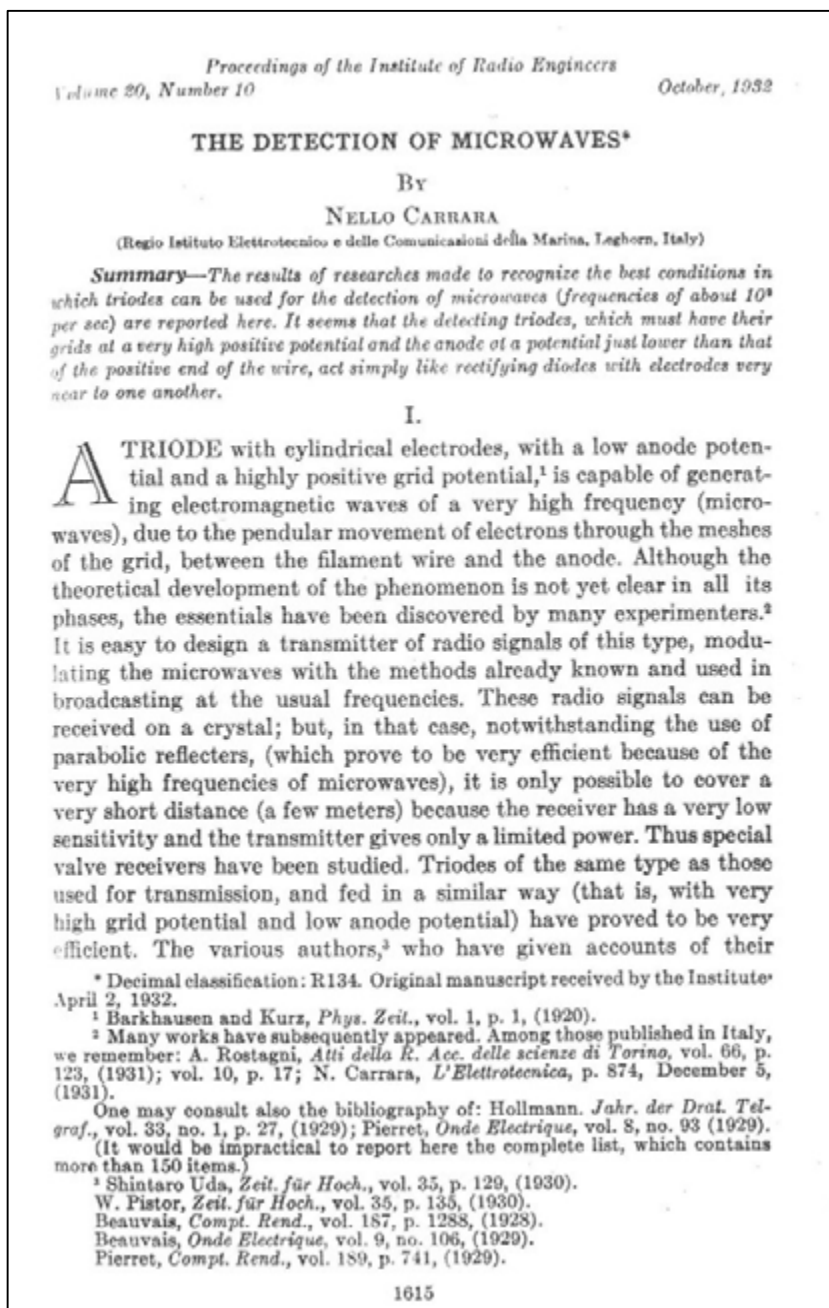 Proceedings of the Institute of Radio Engineers
Volume 20, Number 10 October, 1932
THE DETECTION OF MICROWAVES*
By
NELLO CARRARA
(Regio Istituto Elettrotecnico e delle Comunicasioni della Marina, Leghorn, Italy)
Summary—The results of researches made to recognize the best conditions in
which triodes can be used for the detection of microwaves (frequencies of about 10⁹
per sec) are reported here. It seems that the detecting triodes, which must have their
grids at a very high positive potential and the anode at a potential just lower than that
of the positive end of the wire, act simply like rectifying diodes with electrodes very
near to one another.
I.
A TRIODE with cylindrical electrodes, with a low anode poten-
tial and a highly positive grid potential,¹ is capable of generat-
ing electromagnetic waves of a very high frequency (micro-
waves), due to the pendular movement of electrons through the meshes
of the grid, between the filament wire and the anode. Although the
theoretical development of the phenomenon is not yet clear in all its
phases, the essentials have been discovered by many experimenters.²
It is easy to design a transmitter of radio signals of this type, modu-
lating the microwaves with the methods already known and used in
broadcasting at the usual frequencies. These radio signals can be
received on a crystal; but, in that case, notwithstanding the use of
parabolic reflecters, (which prove to be very efficient because of the
very high frequencies of microwaves), it is only possible to cover a
very short distance (a few meters) because the receiver has a very low
sensitivity and the transmitter gives only a limited power. Thus special
valve receivers have been studied. Triodes of the same type as those
used for transmission, and fed in a similar way (that is, with very
high grid potential and low anode potential) have proved to be very
efficient. The various authors,³ who have given accounts of their
* Decimal classification: R134. Original manuscript received by the Institute
April 2, 1932.
¹ Barkhausen and Kurz, Phys. Zeit., vol. 1, p. 1, (1920).
² Many works have subsequently appeared. Among those published in Italy,
we remember: A. Rostagni, Atti della R. Acc. delle scienze di Torino, vol. 66, p.
123, (1931); vol. 10, p. 17; N. Carrara, L'Elettrotecnica, p. 874, December 5,
(1931).
One may consult also the bibliography of: Hollmann. Jahr. der Drat. Tel-
graf., vol. 33, no. 1, p. 27, (1929); Pierret, Onde Electrique, vol. 8, no. 93 (1929).
(It would be impractical to report here the complete list, which contains
more than 150 items.)
³ Shintaro Uda, Zeit. für Hoch., vol. 35, p. 129, (1930).
W. Pistor, Zeit. für Hoch., vol. 35, p. 135, (1930).
Beauvais, Compt. Rend., vol. 187, p. 1288, (1928).
Beauvais, Onde Electrique, vol. 9, no. 106, (1929).
Pierret, Compt. Rend., vol. 189, p. 741, (1929).
1615